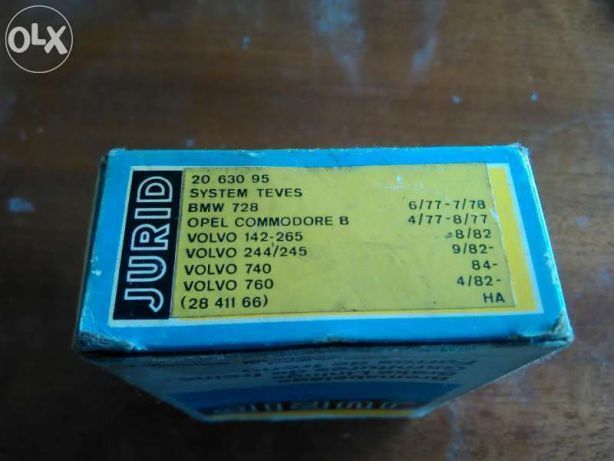 OLX
JURID
20 630 95
SYSTEM TEVES
BMW 728 6/77-7/78
OPEL COMMODORE B 4/77-8/77
VOLVO 142-265 -8/82
VOLVO 244/245 9/82-
VOLVO 740 84-
VOLVO 760 4/82-
(28 411 66) HA